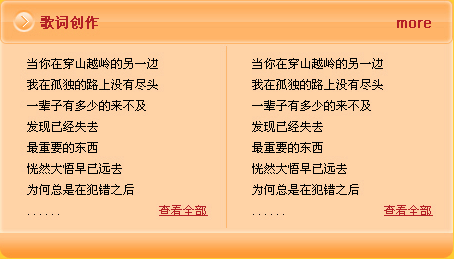 歌词创作 more
当你在穿山越岭的另一边
我在孤独的路上没有尽头
一辈子有多少的来不及
发现已经失去
最重要的东西
恍然大悟早已远去
为何总是在犯错之后
...... 查看全部
当你在穿山越岭的另一边
我在孤独的路上没有尽头
一辈子有多少的来不及
发现已经失去
最重要的东西
恍然大悟早已远去
为何总是在犯错之后
...... 查看全部